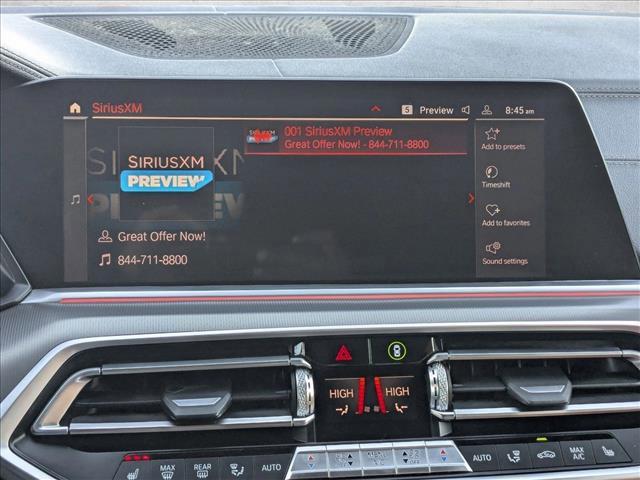 SiriusXM
5 Preview 8:45 am
SIRIUSXM
PREVIEW
001 SiriusXM Preview
Great Offer Now! - 844-711-8800
Add to presets
Timeshift
Add to favorites
Sound settings
Great Offer Now!
844-711-8800
HIGH HIGH
MAX REAR AUTO
AUTO MAX A/C